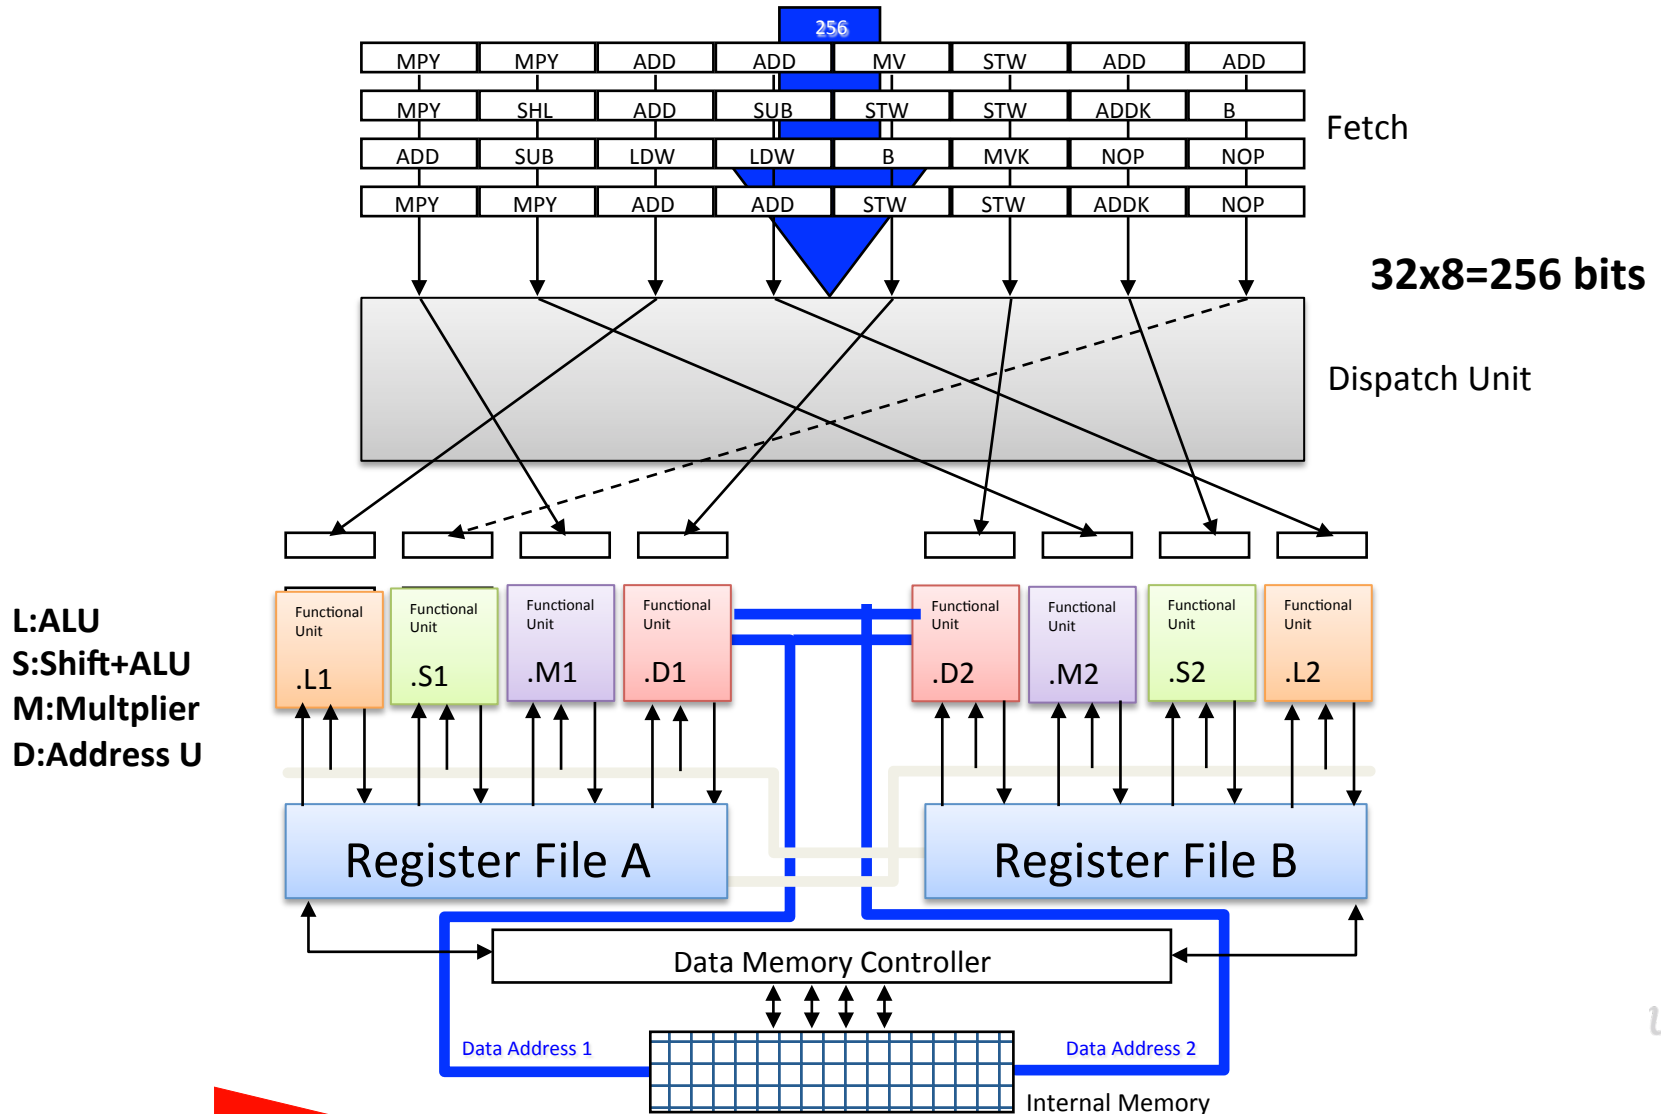 256
MPY MPY ADD ADD MV STW ADD ADD
MPY SHL ADD SUB STW STW ADDK B
Fetch
ADD SUB LDW LDW B MVK NOP NOP
MPY MPY ADD ADD STW STW ADDK NOP
32x8=256 bits
Dispatch Unit
L:ALU
S:Shift+ALU
M:Multplier
D:Address U
Functional
Unit
.L1
Functional
Unit
.S1
Functional
Unit
.M1
Functional
Unit
.D1
Functional
Unit
.D2
Functional
Unit
.M2
Functional
Unit
.S2
Functional
Unit
.L2
Register File A
Register File B
Data Memory Controller
Data Address 1
Data Address 2
Internal Memory